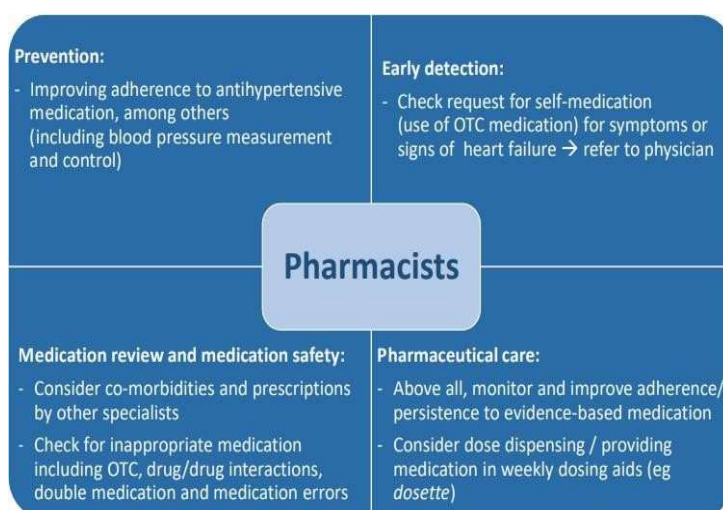 Prevention:
- Improving adherence to antihypertensive
medication, among others
(including blood pressure measurement
and control)
Early detection:
- Check request for self-medication
(use of OTC medication) for symptoms or
signs of heart failure → refer to physician
Pharmacists
Medication review and medication safety:
- Consider co-morbidities and prescriptions
by other specialists
- Check for inappropriate medication
including OTC, drug/drug interactions,
double medication and medication errors
Pharmaceutical care:
- Above all, monitor and improve adherence/
persistence to evidence-based medication
- Consider dose dispensing / providing
medication in weekly dosing aids (eg
dosette)